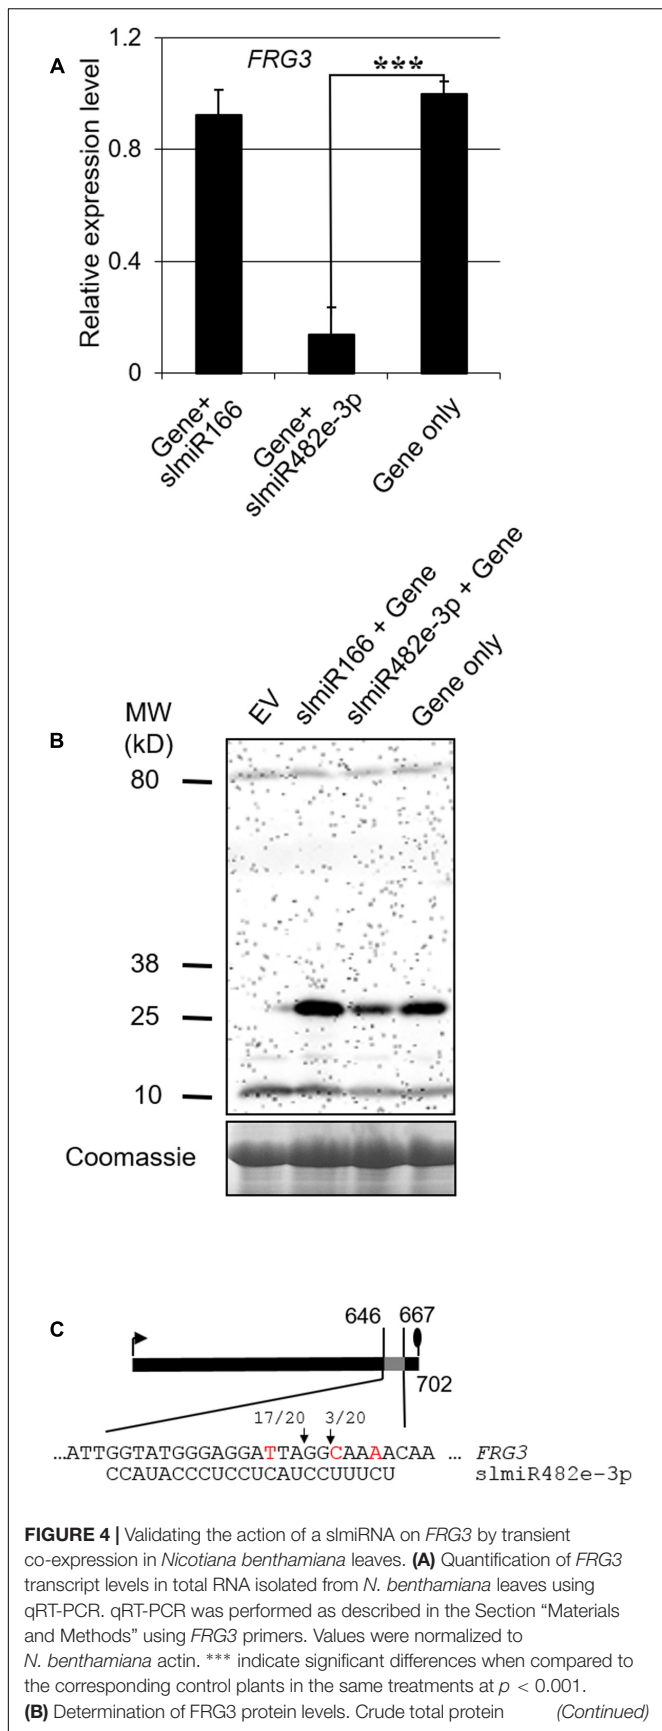 A
1.2
FRG3
***
Relative expression level
0.8
0.4
0
Gene+
slmiR166
Gene+
slmiR482e-3p
Gene only
B
MW
(kD)
EV
slmiR166 + Gene
slmiR482e-3p + Gene
Gene only
80
38
25
10
Coomassie
C
646 667
702
17/20 3/20
...ATTGGTATGGGAGGATTAGGCAAAACAA ... FRG3
CCAUACCCUCCUCAUCCUUUCU slmiR482e-3p
FIGURE 4 | Validating the action of a slmiRNA on FRG3 by transient
co-expression in Nicotiana benthamiana leaves. (A) Quantification of FRG3
transcript levels in total RNA isolated from N. benthamiana leaves using
qRT-PCR. qRT-PCR was performed as described in the Section “Materials
and Methods” using FRG3 primers. Values were normalized to
N. benthamiana actin. *** indicate significant differences when compared to
the corresponding control plants in the same treatments at p < 0.001.
(B) Determination of FRG3 protein levels. Crude total protein (Continued)